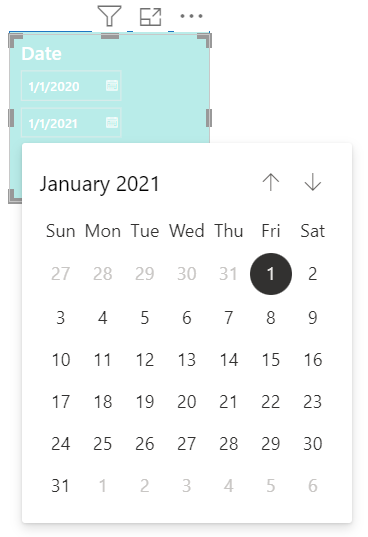 Date
1/1/2020
1/1/2021
January 2021
Sun Mon Tue Wed Thu Fri Sat
27 28 29 30 31 1 2
3 4 5 6 7 8 9
10 11 12 13 14 15 16
17 18 19 20 21 22 23
24 25 26 27 28 29 30
31 1 2 3 4 5 6